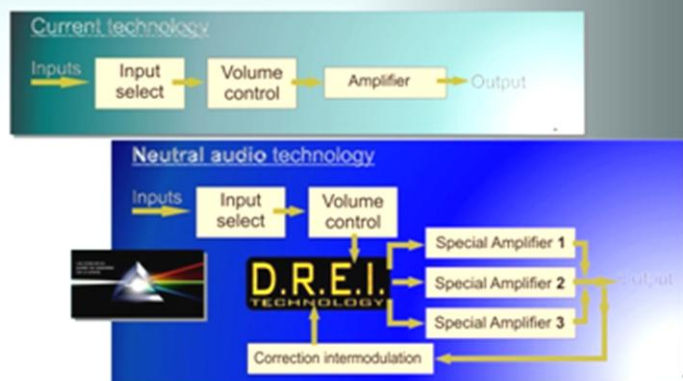 Current technology
Inputs
Input
select
Volume
control
Amplifier
Output
Neutral audio technology
Inputs
Input
select
Volume
control
D.R.E.I.
TECHNOLOGY
Special Amplifier 1
Special Amplifier 2
Special Amplifier 3
Output
Correction intermodulation